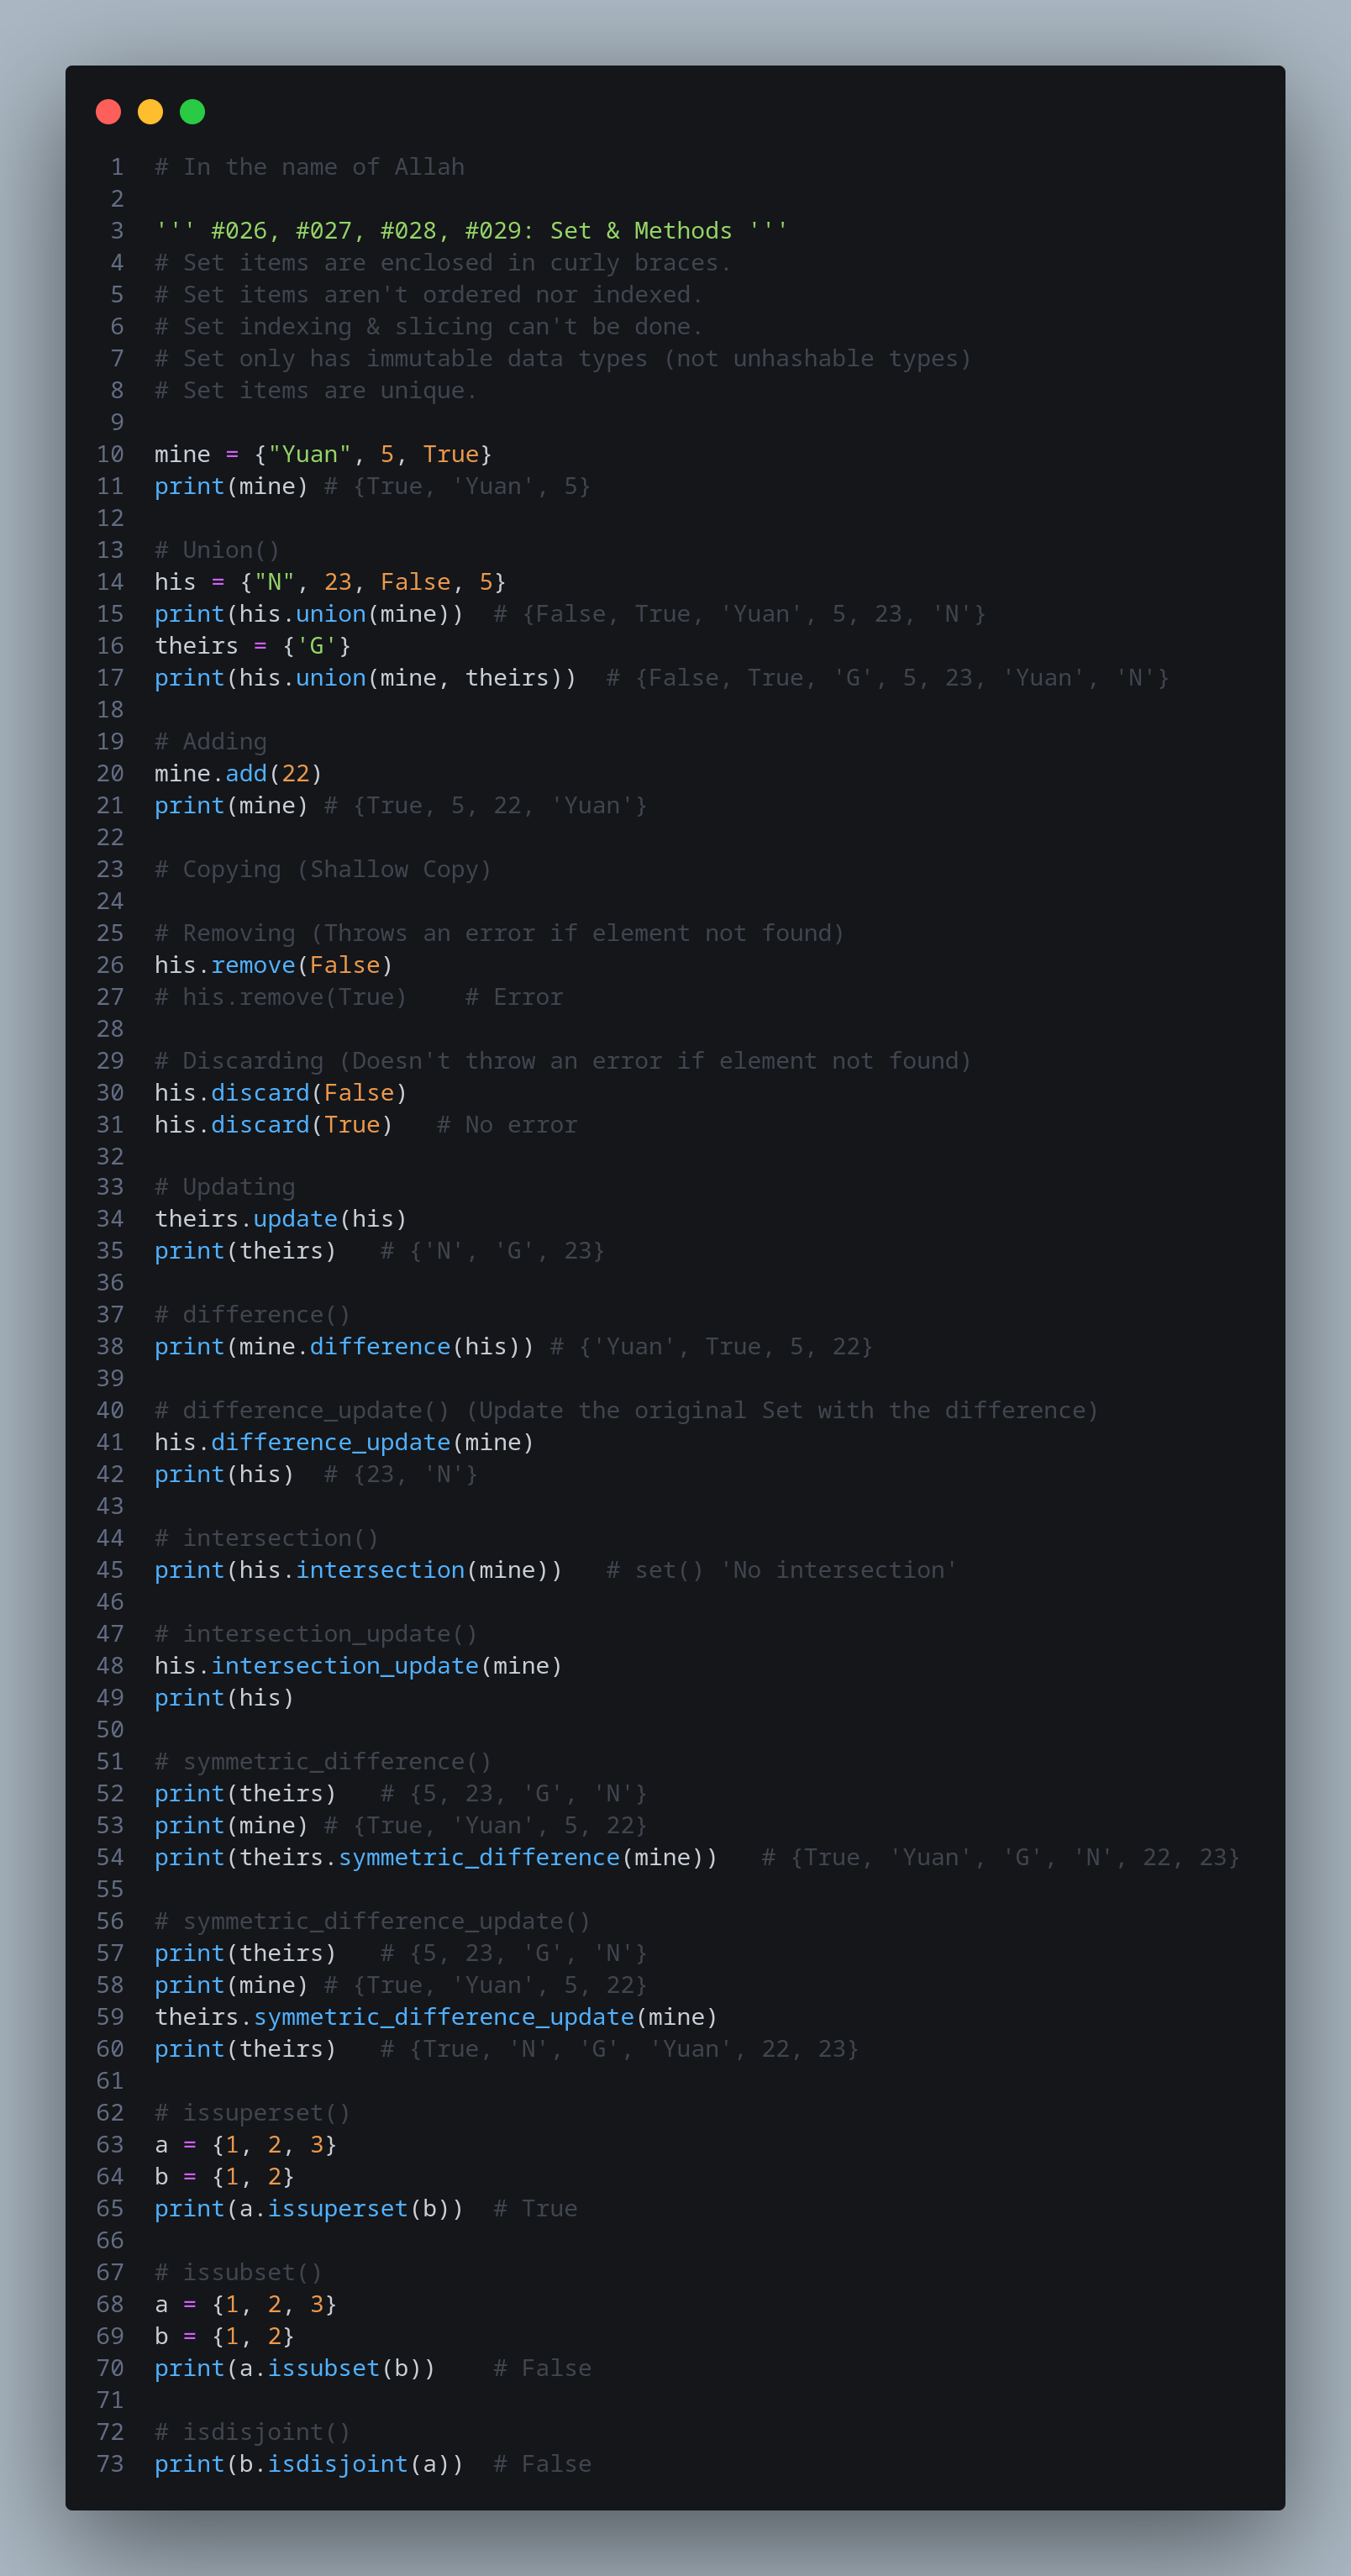 1 # In the name of Allah
2
3 ''' #026, #027, #028, #029: Set & Methods '''
4 # Set items are enclosed in curly braces.
5 # Set items aren't ordered nor indexed.
6 # Set indexing & slicing can't be done.
7 # Set only has immutable data types (not unhashable types)
8 # Set items are unique.
9
10 mine = {"Yuan", 5, True}
11 print(mine) # {True, 'Yuan', 5}
12
13 # Union()
14 his = {"N", 23, False, 5}
15 print(his.union(mine))  # {False, True, 'Yuan', 5, 23, 'N'}
16 theirs = {'G'}
17 print(his.union(mine, theirs))  # {False, True, 'G', 5, 23, 'Yuan', 'N'}
18
19 # Adding
20 mine.add(22)
21 print(mine) # {True, 5, 22, 'Yuan'}
22
23 # Copying (Shallow Copy)
24
25 # Removing (Throws an error if element not found)
26 his.remove(False)
27 # his.remove(True)    # Error
28
29 # Discarding (Doesn't throw an error if element not found)
30 his.discard(False)
31 his.discard(True)   # No error
32
33 # Updating
34 theirs.update(his)
35 print(theirs)   # {'N', 'G', 23}
36
37 # difference()
38 print(mine.difference(his)) # {'Yuan', True, 5, 22}
39
40 # difference_update() (Update the original Set with the difference)
41 his.difference_update(mine)
42 print(his)  # {23, 'N'}
43
44 # intersection()
45 print(his.intersection(mine))   # set() 'No intersection'
46
47 # intersection_update()
48 his.intersection_update(mine)
49 print(his)
50
51 # symmetric_difference()
52 print(theirs)   # {5, 23, 'G', 'N'}
53 print(mine) # {True, 'Yuan', 5, 22}
54 print(theirs.symmetric_difference(mine))   # {True, 'Yuan', 'G', 'N', 22, 23}
55
56 # symmetric_difference_update()
57 print(theirs)   # {5, 23, 'G', 'N'}
58 print(mine) # {True, 'Yuan', 5, 22}
59 theirs.symmetric_difference_update(mine)
60 print(theirs)   # {True, 'N', 'G', 'Yuan', 22, 23}
61
62 # issuperset()
63 a = {1, 2, 3}
64 b = {1, 2}
65 print(a.issuperset(b))  # True
66
67 # issubset()
68 a = {1, 2, 3}
69 b = {1, 2}
70 print(a.issubset(b))    # False
71
72 # isdisjoint()
73 print(b.isdisjoint(a))  # False